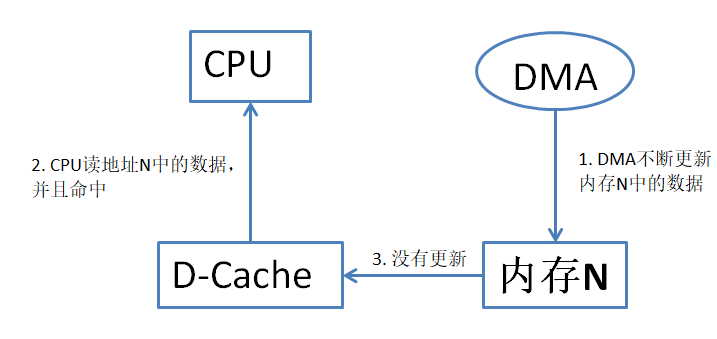 CPU
DMA
1. DMA不断更新
内存N中的数据
2. CPU读地址N中的数据，
并且命中
3. 没有更新
D-Cache
内存N